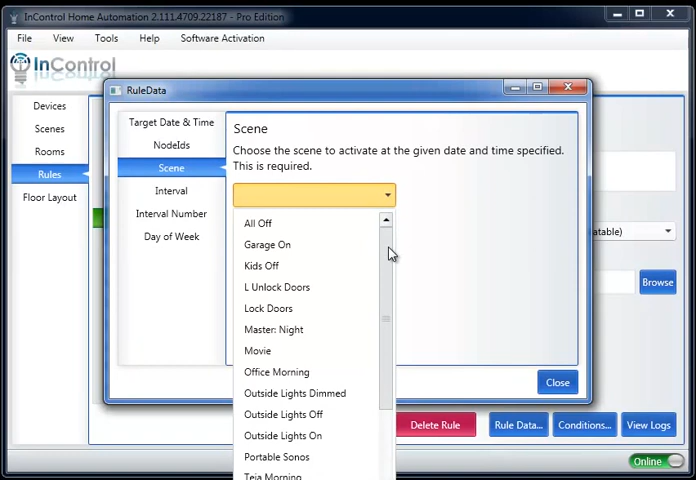 InControl Home Automation 2.111.4709.22187 - Pro Edition
File View Tools Help Software Activation
InControl
Devices
Scenes
Rooms
Rules
Floor Layout
RuleData
Target Date & Time
NodeIds
Scene
Interval
Interval Number
Day of Week
Scene
Choose the scene to activate at the given date and time specified.
This is required.
All Off
Garage On
Kids Off
L Unlock Doors
Lock Doors
Master: Night
Movie
Office Morning
Outside Lights Dimmed
Outside Lights Off
Outside Lights On
Portable Sonos
Teja Morning
Close
atable)
Browse
Delete Rule Rule Data... Conditions... View Logs
Online